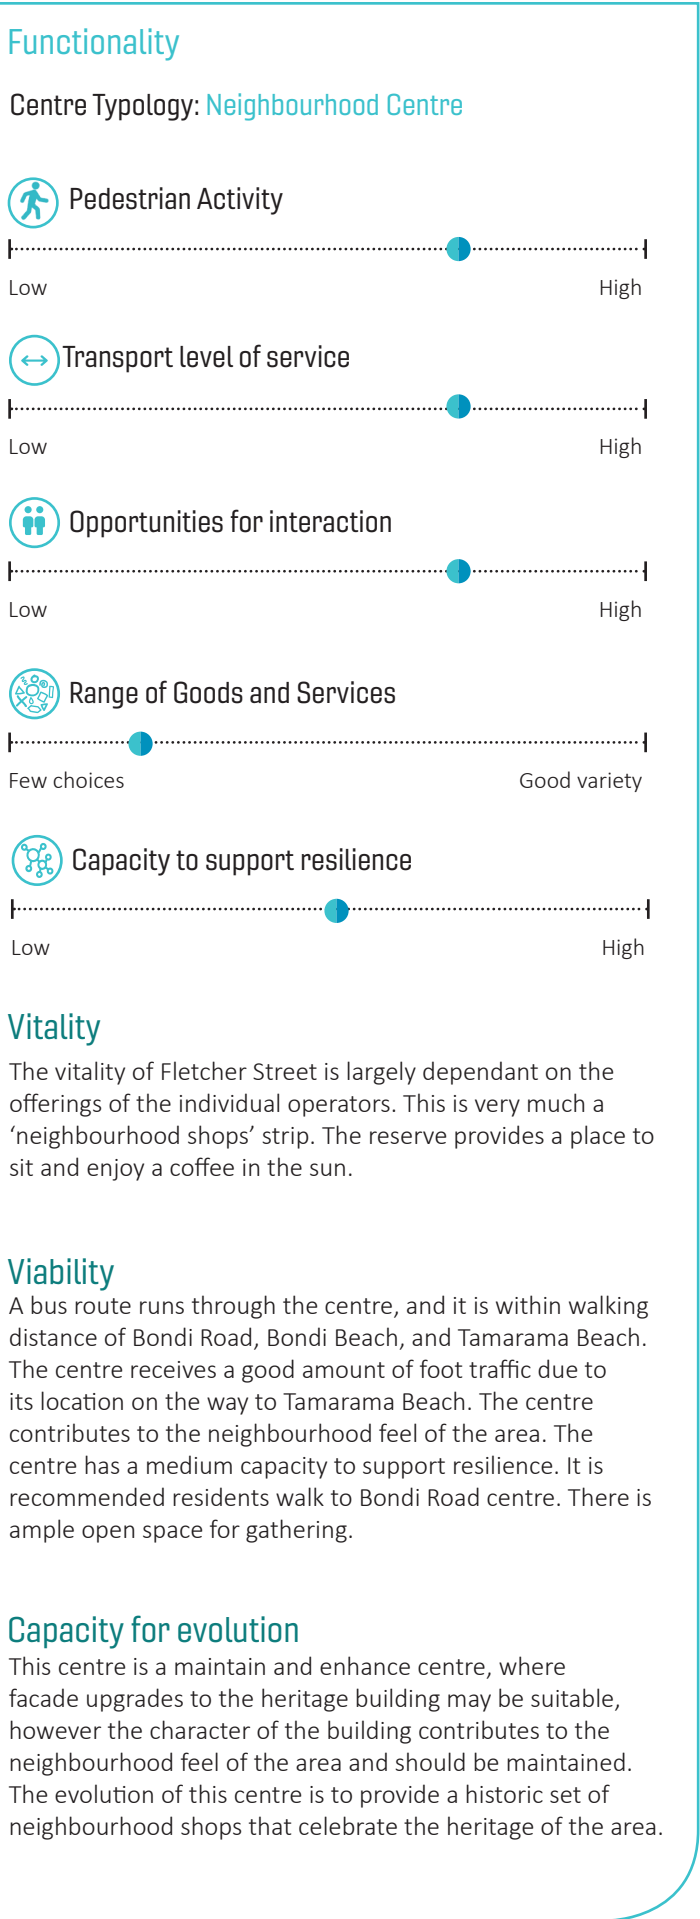 Functionality
Centre Typology: Neighbourhood Centre
Pedestrian Activity
Low High
Transport level of service
Low High
Opportunities for interaction
Low High
Range of Goods and Services
Few choices Good variety
Capacity to support resilience
Low High
Vitality
The vitality of Fletcher Street is largely dependant on the
offerings of the individual operators. This is very much a
‘neighbourhood shops’ strip. The reserve provides a place to
sit and enjoy a coffee in the sun.
Viability
A bus route runs through the centre, and it is within walking
distance of Bondi Road, Bondi Beach, and Tamarama Beach.
The centre receives a good amount of foot traffic due to
its location on the way to Tamarama Beach. The centre
contributes to the neighbourhood feel of the area. The
centre has a medium capacity to support resilience. It is
recommended residents walk to Bondi Road centre. There is
ample open space for gathering.
Capacity for evolution
This centre is a maintain and enhance centre, where
facade upgrades to the heritage building may be suitable,
however the character of the building contributes to the
neighbourhood feel of the area and should be maintained.
The evolution of this centre is to provide a historic set of
neighbourhood shops that celebrate the heritage of the area.